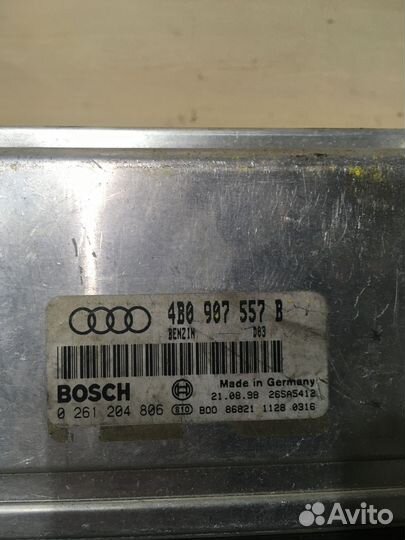 4B0 907 557 B
BENZIN D03
BOSCH Made in Germany
21.08.98 26SA5412
0 261 204 806 S10 B00 86821 1128 0316
Avito